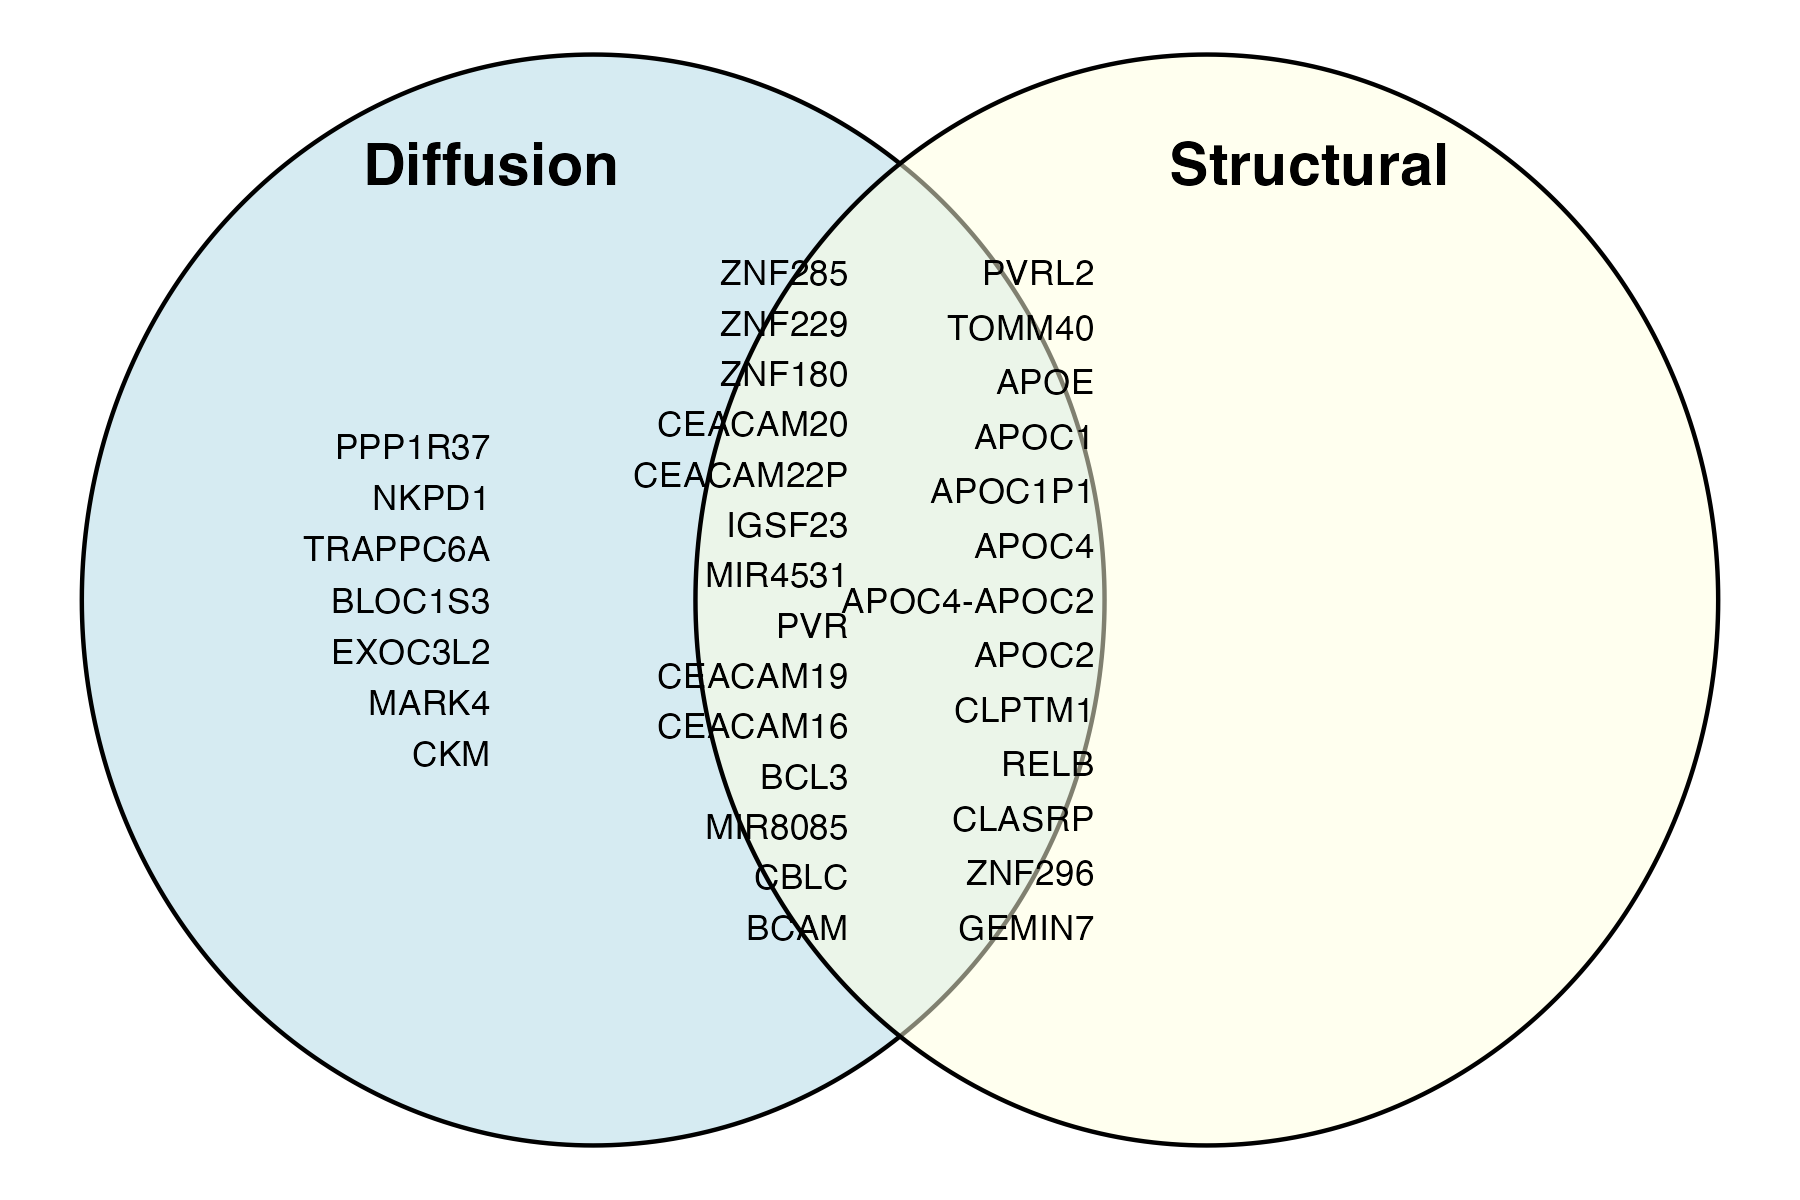 Diffusion
Structural
PPP1R37
NKPD1
TRAPPC6A
BLOC1S3
EXOC3L2
MARK4
CKM
ZNF285
ZNF229
ZNF180
CEACAM20
CEACAM22P
IGSF23
MIR4531
PVR
CEACAM19
CEACAM16
BCL3
MIR8085
CBLC
BCAM
PVRL2
TOMM40
APOE
APOC1
APOC1P1
APOC4
APOC4-APOC2
APOC2
CLPTM1
RELB
CLASRP
ZNF296
GEMIN7